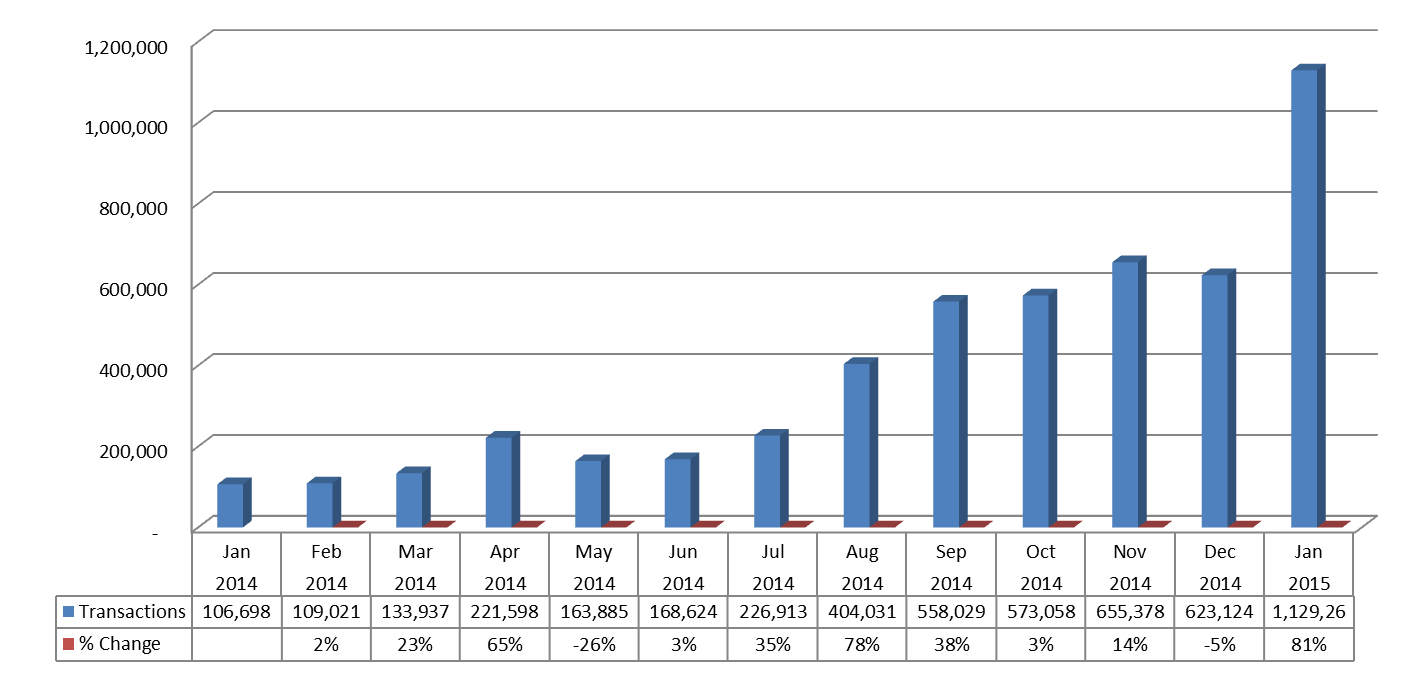 1,200,000
1,000,000
800,000
600,000
400,000
200,000
-
Jan Feb Mar Apr May Jun Jul Aug Sep Oct Nov Dec Jan
2014 2014 2014 2014 2014 2014 2014 2014 2014 2014 2014 2014 2015
Transactions 106,698 109,021 133,937 221,598 163,885 168,624 226,913 404,031 558,029 573,058 655,378 623,124 1,129,26
% Change 2% 23% 65% -26% 3% 35% 78% 38% 3% 14% -5% 81%